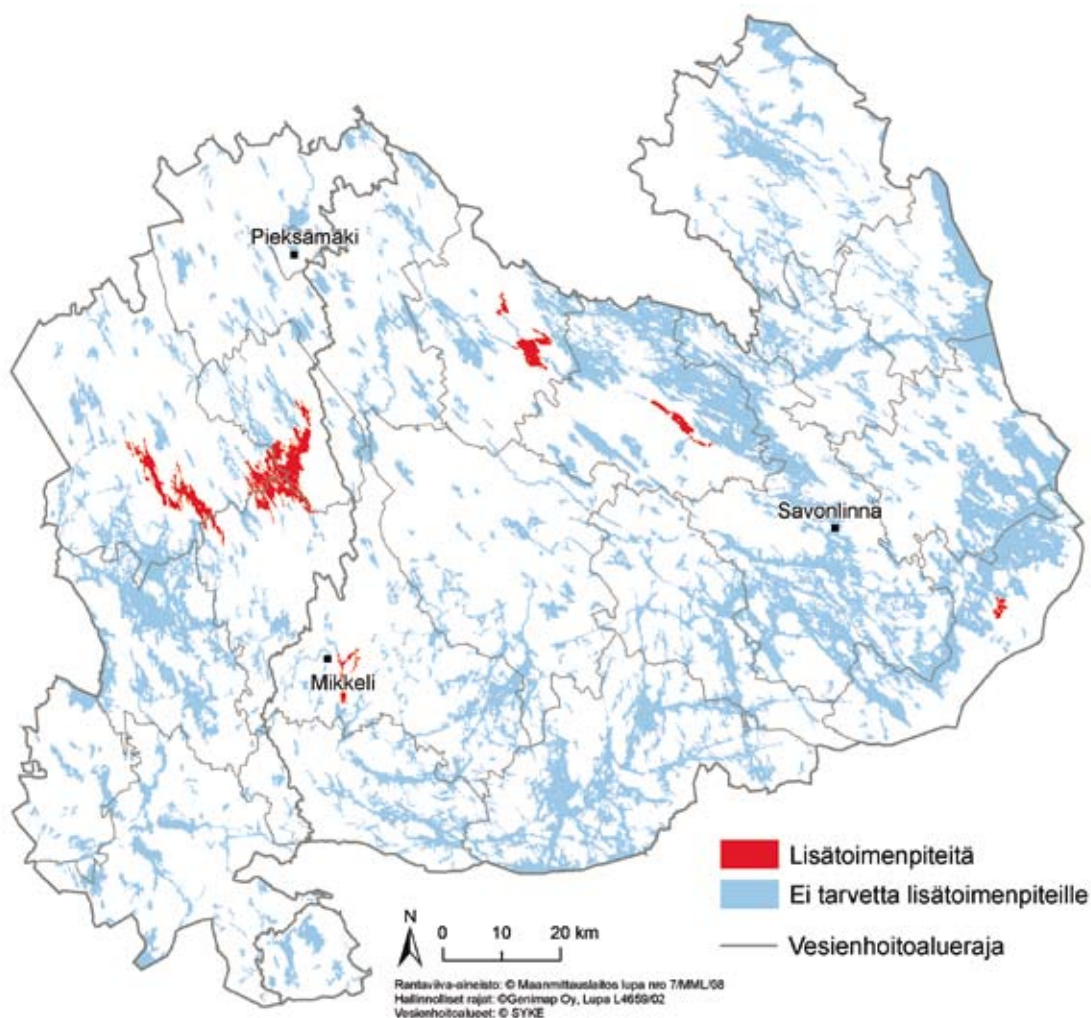 Pieksämäki
Savonlinna
Mikkeli
Lisätoimenpiteitä
Ei tarvetta lisätoimenpiteille
Vesienhoitoalueraja
N
0 10 20 km
Rantaviiva-aineisto: © Maanmittauslaitos lupa nro 7/MML/08
Hallinnolliset rajat: ©Genimap Oy, Lupa L4659/02
Vesienhoitoalueet: © SYKE